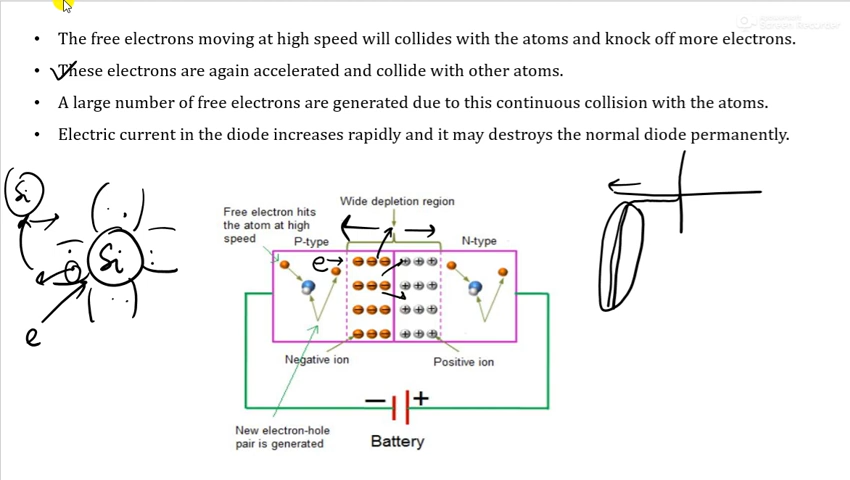 • The free electrons moving at high speed will collides with the atoms and knock off more electrons.
• These electrons are again accelerated and collide with other atoms.
• A large number of free electrons are generated due to this continuous collision with the atoms.
• Electric current in the diode increases rapidly and it may destroys the normal diode permanently.
Si
Si
e
Wide depletion region
Free electron hits
the atom at high
speed
P-type
N-type
e
Negative ion
Positive ion
− +
New electron-hole
pair is generated
Battery